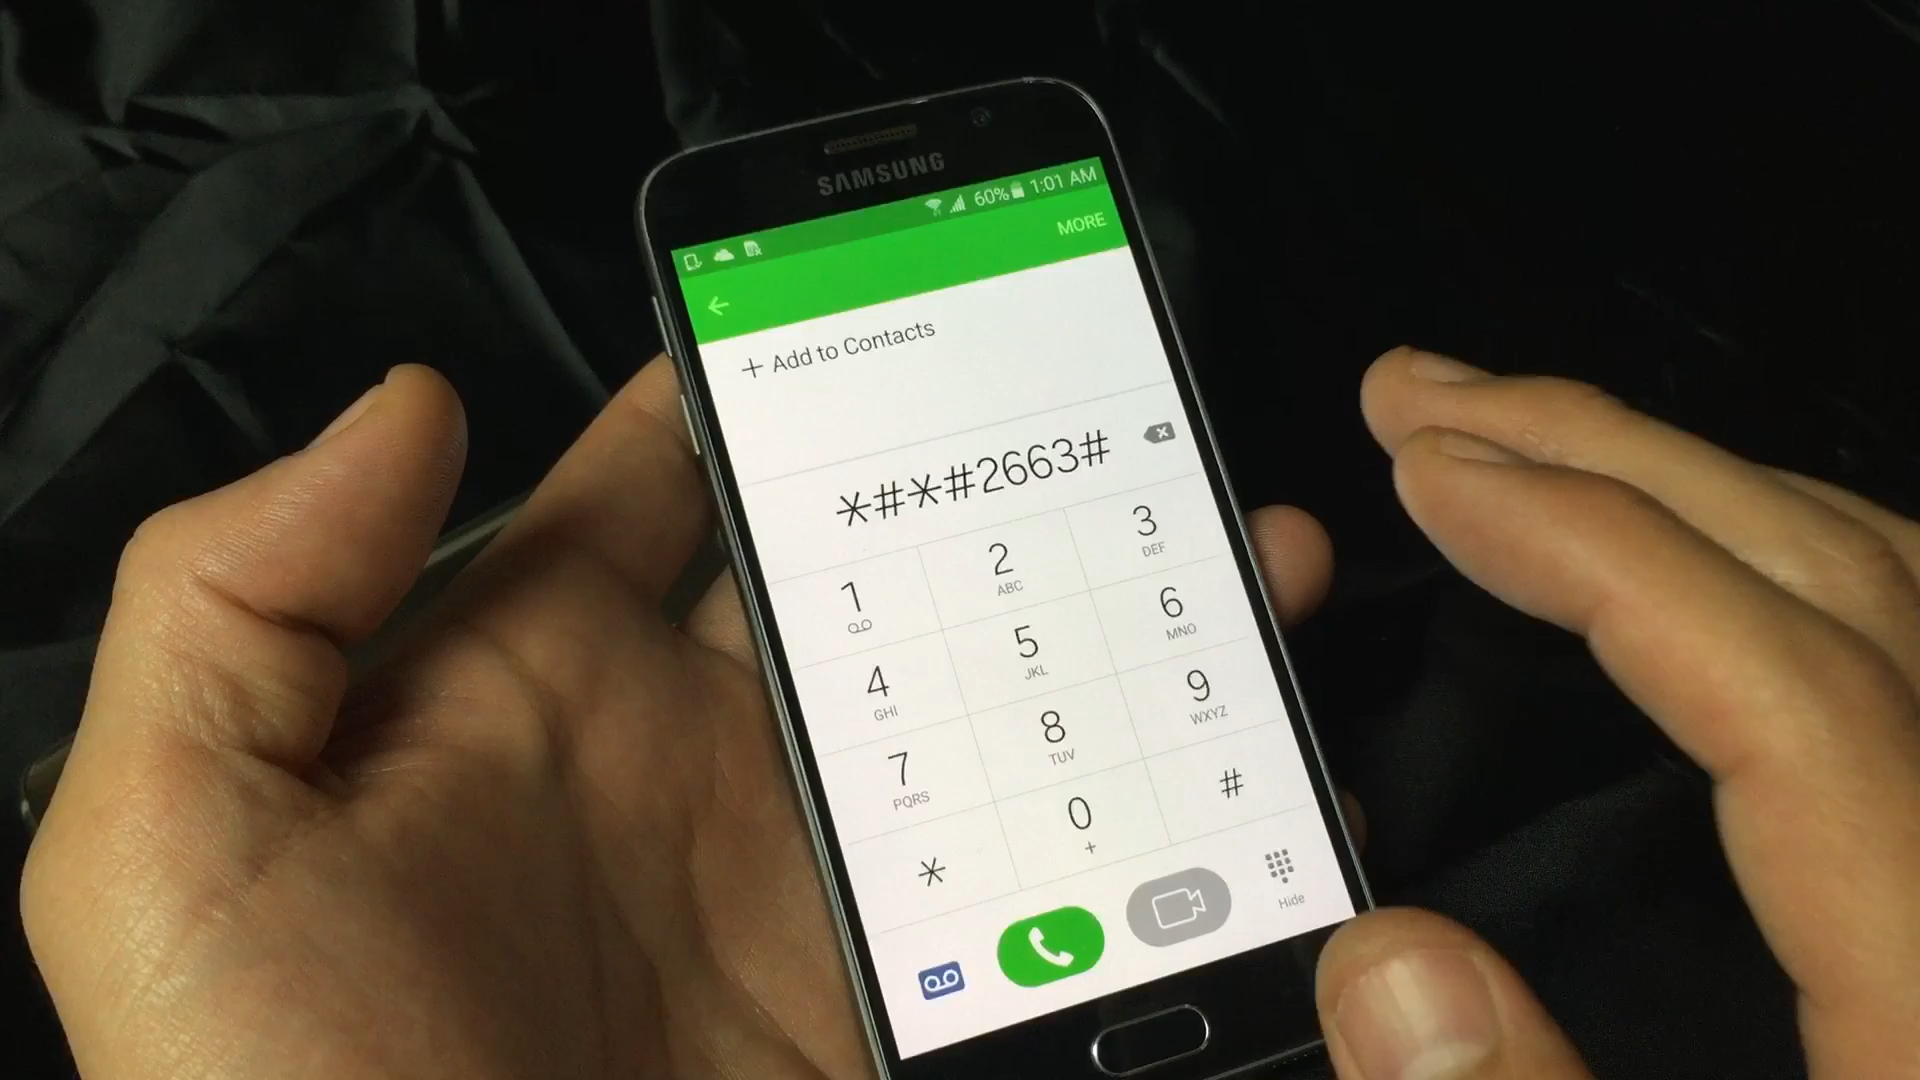 SAMSUNG
60% 1:01 AM
MORE
+ Add to Contacts
*#*#2663#
1
2 ABC
3 DEF
4 GHI
5 JKL
6 MNO
7 PQRS
8 TUV
9 WXYZ
*
0 +
#
Hide